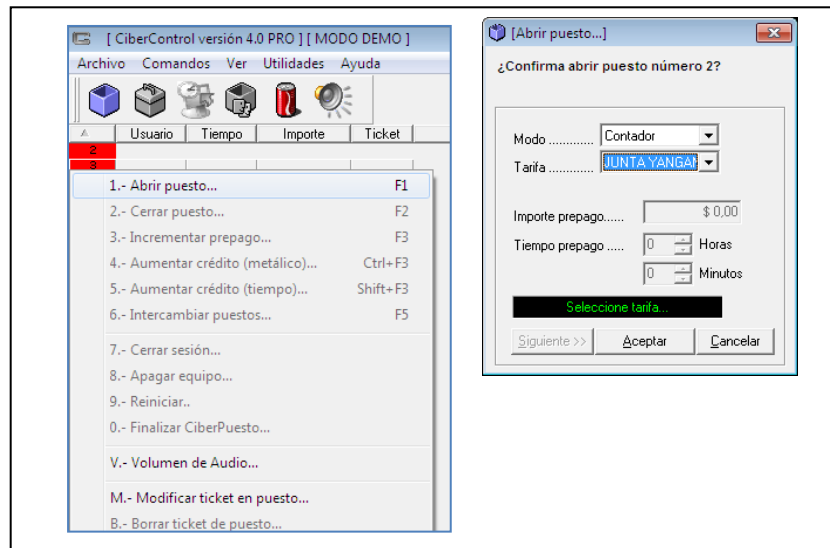 [ CiberControl versión 4.0 PRO ] [ MODO DEMO ]
Archivo Comandos Ver Utilidades Ayuda
Usuario Tiempo Importe Ticket
2
3
1.- Abrir puesto... F1
2.- Cerrar puesto... F2
3.- Incrementar prepago... F3
4.- Aumentar crédito (metálico)... Ctrl+F3
5.- Aumentar crédito (tiempo)... Shift+F3
6.- Intercambiar puestos... F5
7.- Cerrar sesión...
8.- Apagar equipo...
9.- Reiniciar..
0.- Finalizar CiberPuesto...
V.- Volumen de Audio...
M.- Modificar ticket en puesto...
B.- Borrar ticket de puesto...
[Abrir puesto...]
¿Confirma abrir puesto número 2?
Modo ............ Contador
Tarifa ............ JUNTA YANGA
Importe prepago...... $ 0,00
Tiempo prepago ..... 0 Horas
0 Minutos
Seleccione tarifa...
Siguiente >> Aceptar Cancelar